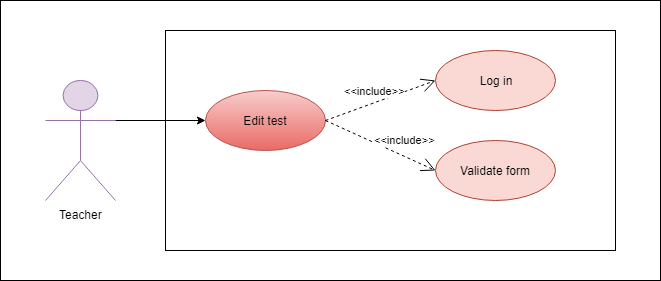 Log in
<<include>>
Edit test
<<include>>
Validate form
Teacher